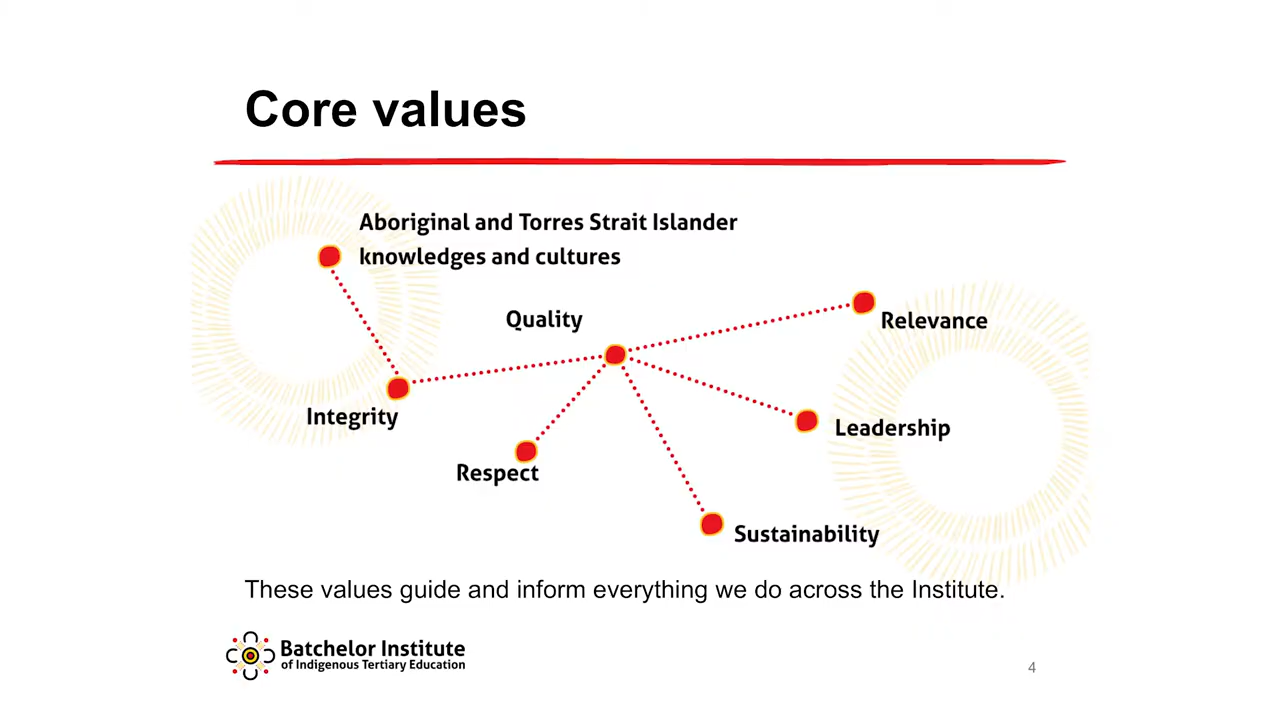 Core values
Aboriginal and Torres Strait Islander
knowledges and cultures
Quality
Relevance
Integrity
Leadership
Respect
Sustainability
These values guide and inform everything we do across the Institute.
Batchelor Institute
of Indigenous Tertiary Education
4